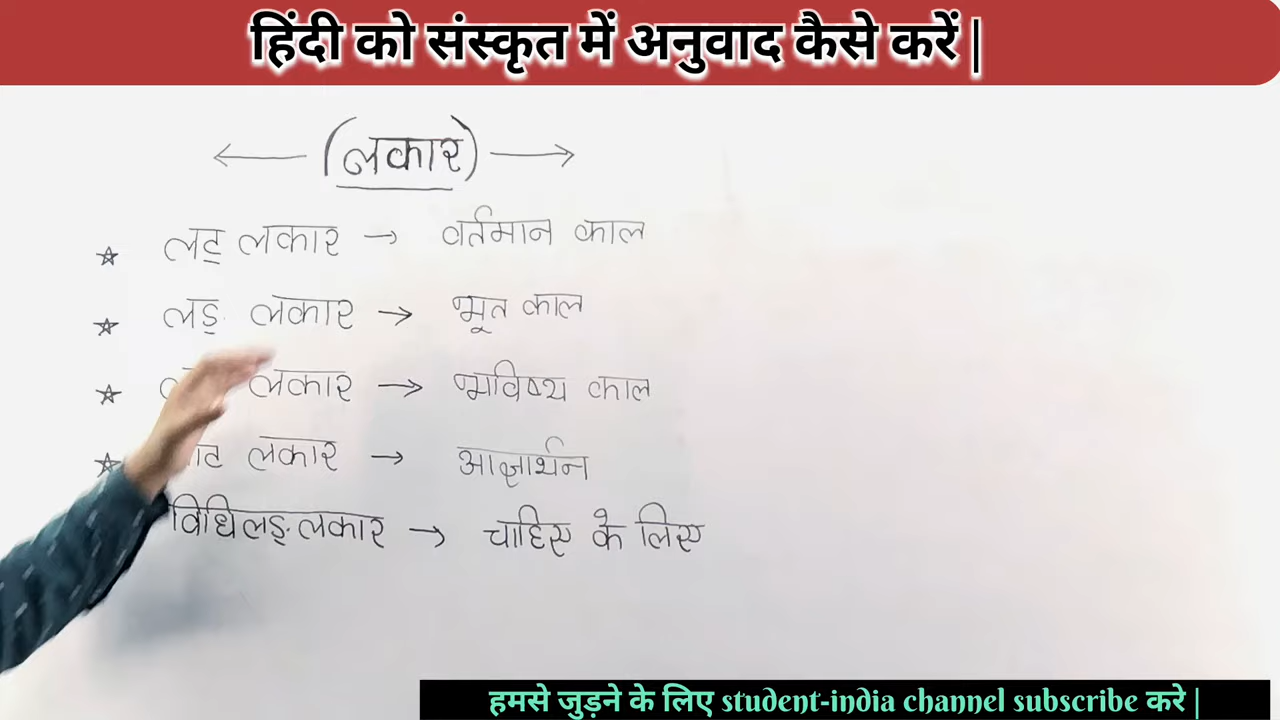 हिंदी को संस्कृत में अनुवाद कैसे करें|
(लकार)
लट् लकार → वर्तमान काल
लङ् लकार → भूत काल
लकार → भविष्य काल
लकार → आज्ञार्थन
विधिलङ् लकार → चाहिए के लिए
हमसे जुड़ने के लिए student-india channel subscribe करे|